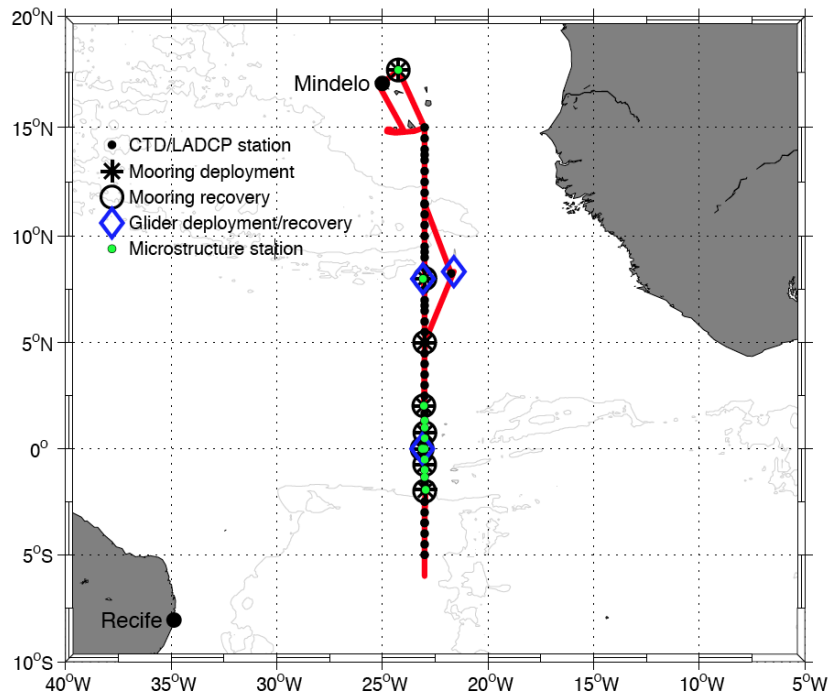 20°N
Mindelo
15°N
CTD/LADCP station
Mooring deployment
Mooring recovery
Glider deployment/recovery
Microstructure station
10°N
5°N
0°
5°S
Recife
10°S
40°W 35°W 30°W 25°W 20°W 15°W 10°W 5°W